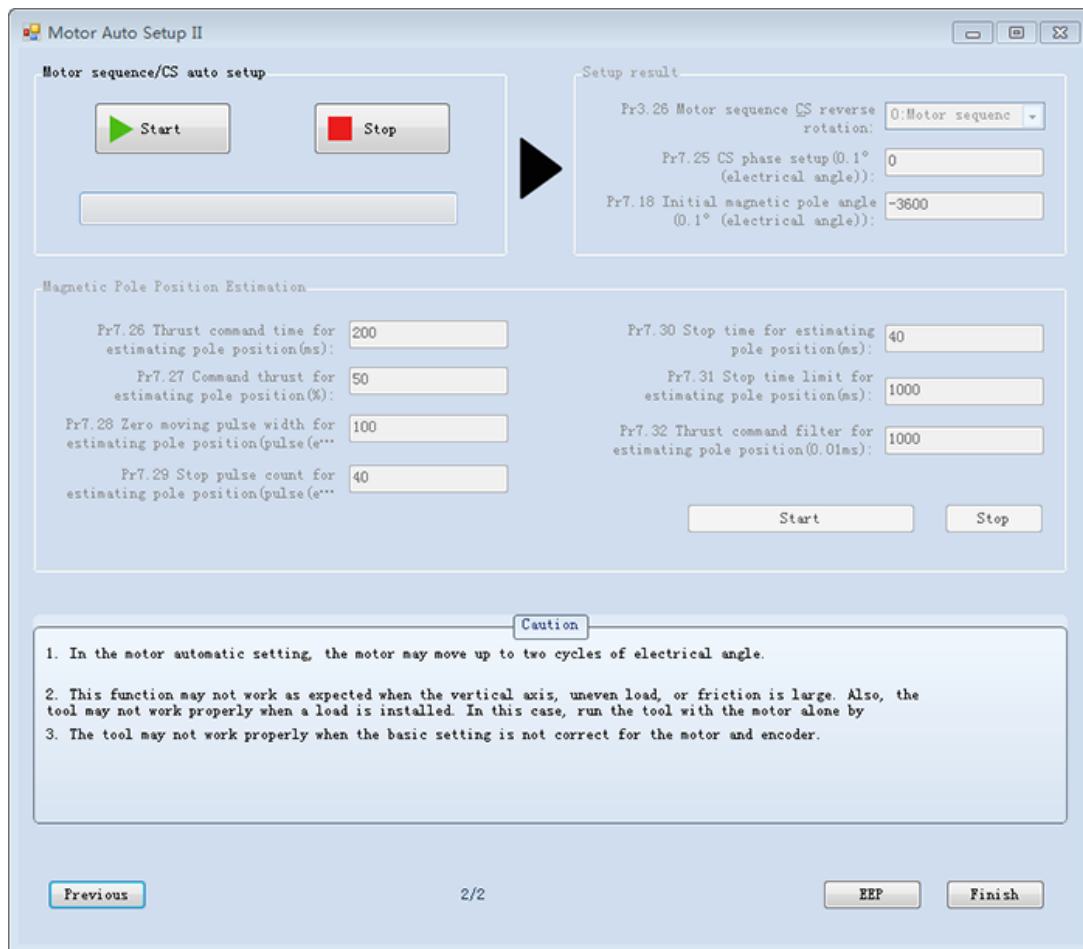 Motor Auto Setup II
Motor sequence/CS auto setup
Start
Stop
Setup result
Pr3.26 Motor sequence CS reverse
rotation:
0:Motor sequenc
Pr7.25 CS phase setup(0.1°
(electrical angle)):
0
Pr7.18 Initial magnetic pole angle
(0.1° (electrical angle)):
-3600
Magnetic Pole Position Estimation
Pr7.26 Thrust command time for
estimating pole position(ms):
200
Pr7.27 Command thrust for
estimating pole position(%):
50
Pr7.28 Zero moving pulse width for
estimating pole position(pulse(e…
100
Pr7.29 Stop pulse count for
estimating pole position(pulse(e…
40
Pr7.30 Stop time for estimating
pole position(ms):
40
Pr7.31 Stop time limit for
estimating pole position(ms):
1000
Pr7.32 Thrust command filter for
estimating pole position(0.01ms):
1000
Start
Stop
Caution
1. In the motor automatic setting, the motor may move up to two cycles of electrical angle.
2. This function may not work as expected when the vertical axis, uneven load, or friction is large. Also, the
tool may not work properly when a load is installed. In this case, run the tool with the motor alone by
3. The tool may not work properly when the basic setting is not correct for the motor and encoder.
Previous
2/2
EEP
Finish